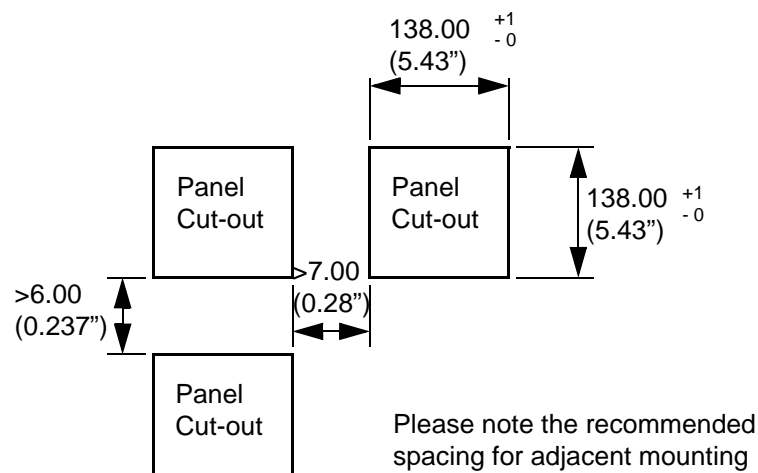 138.00 +1
- 0
(5.43”)
Panel
Cut-out
Panel
Cut-out
138.00 +1
- 0
(5.43”)
>7.00
(0.28”)
>6.00
(0.237”)
Panel
Cut-out
Please note the recommended
spacing for adjacent mounting